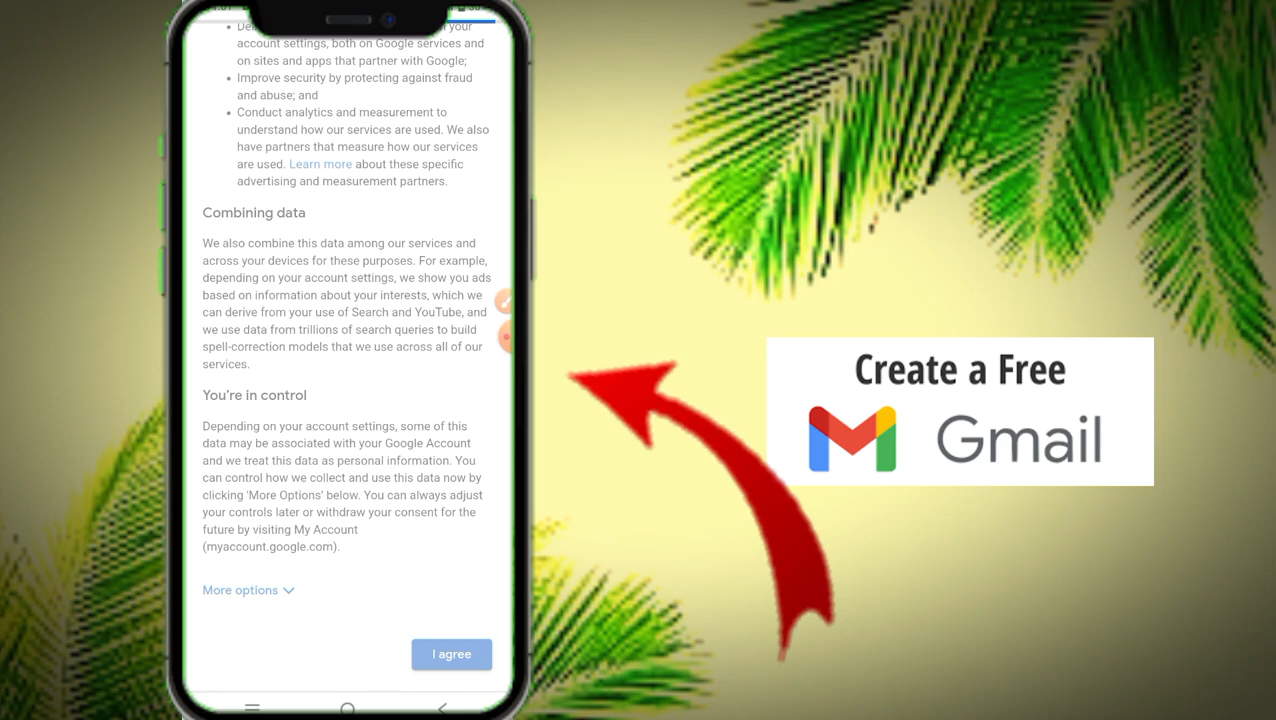 your
account settings, both on Google services and
on sites and apps that partner with Google;
• Improve security by protecting against fraud
and abuse; and
• Conduct analytics and measurement to
understand how our services are used. We also
have partners that measure how our services
are used. Learn more about these specific
advertising and measurement partners.
Combining data
We also combine this data among our services and
across your devices for these purposes. For example,
depending on your account settings, we show you ads
based on information about your interests, which we
can derive from your use of Search and YouTube, and
we use data from trillions of search queries to build
spell-correction models that we use across all of our
services.
You're in control
Depending on your account settings, some of this
data may be associated with your Google Account
and we treat this data as personal information. You
can control how we collect and use this data now by
clicking 'More Options' below. You can always adjust
your controls later or withdraw your consent for the
future by visiting My Account
(myaccount.google.com).
More options
I agree
Create a Free
Gmail